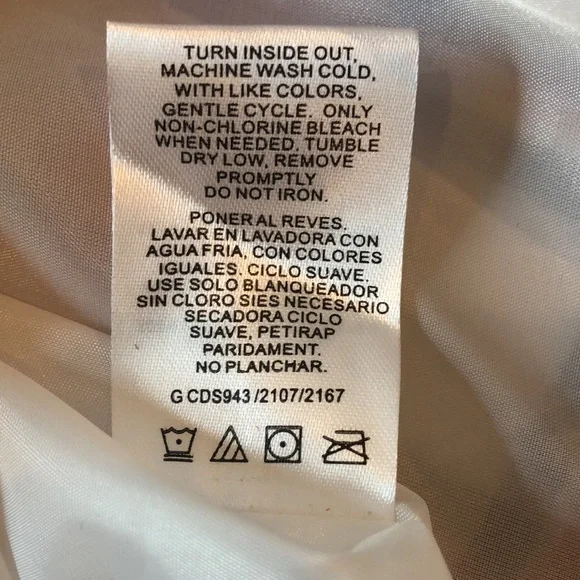 TURN INSIDE OUT,
MACHINE WASH COLD,
WITH LIKE COLORS,
GENTLE CYCLE. ONLY
NON-CHLORINE BLEACH
WHEN NEEDED. TUMBLE
DRY LOW, REMOVE
PROMPTLY
DO NOT IRON.
PONER AL REVES.
LAVAR EN LAVADORA CON
AGUA FRIA, CON COLORES
IGUALES. CICLO SUAVE.
USE SOLO BLANQUEADOR
SIN CLORO SIES NECESARIO
SECADORA CICLO
SUAVE, PETIRAP
PARIDAMENT.
NO PLANCHAR.
G CDS943 /2107/2167